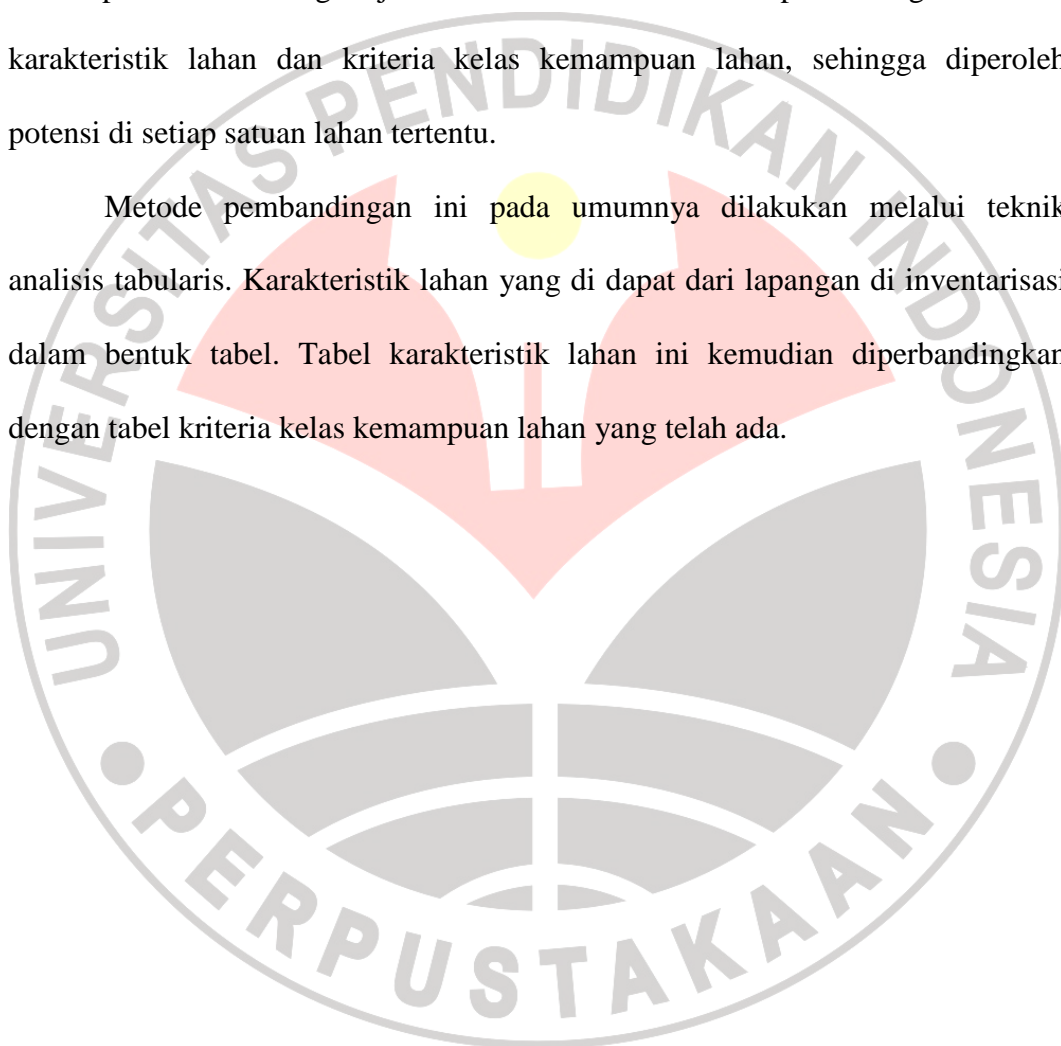 karakteristik lahan dan kriteria kelas kemampuan lahan, sehingga diperoleh
potensi di setiap satuan lahan tertentu.
Metode pembandingan ini pada umumnya dilakukan melalui teknik
analisis tabularis. Karakteristik lahan yang di dapat dari lapangan di inventarisasi
dalam bentuk tabel. Tabel karakteristik lahan ini kemudian diperbandingkan
dengan tabel kriteria kelas kemampuan lahan yang telah ada.
UNIVERSITAS PENDIDIKAN INDONESIA
PERPUSTAKAAN